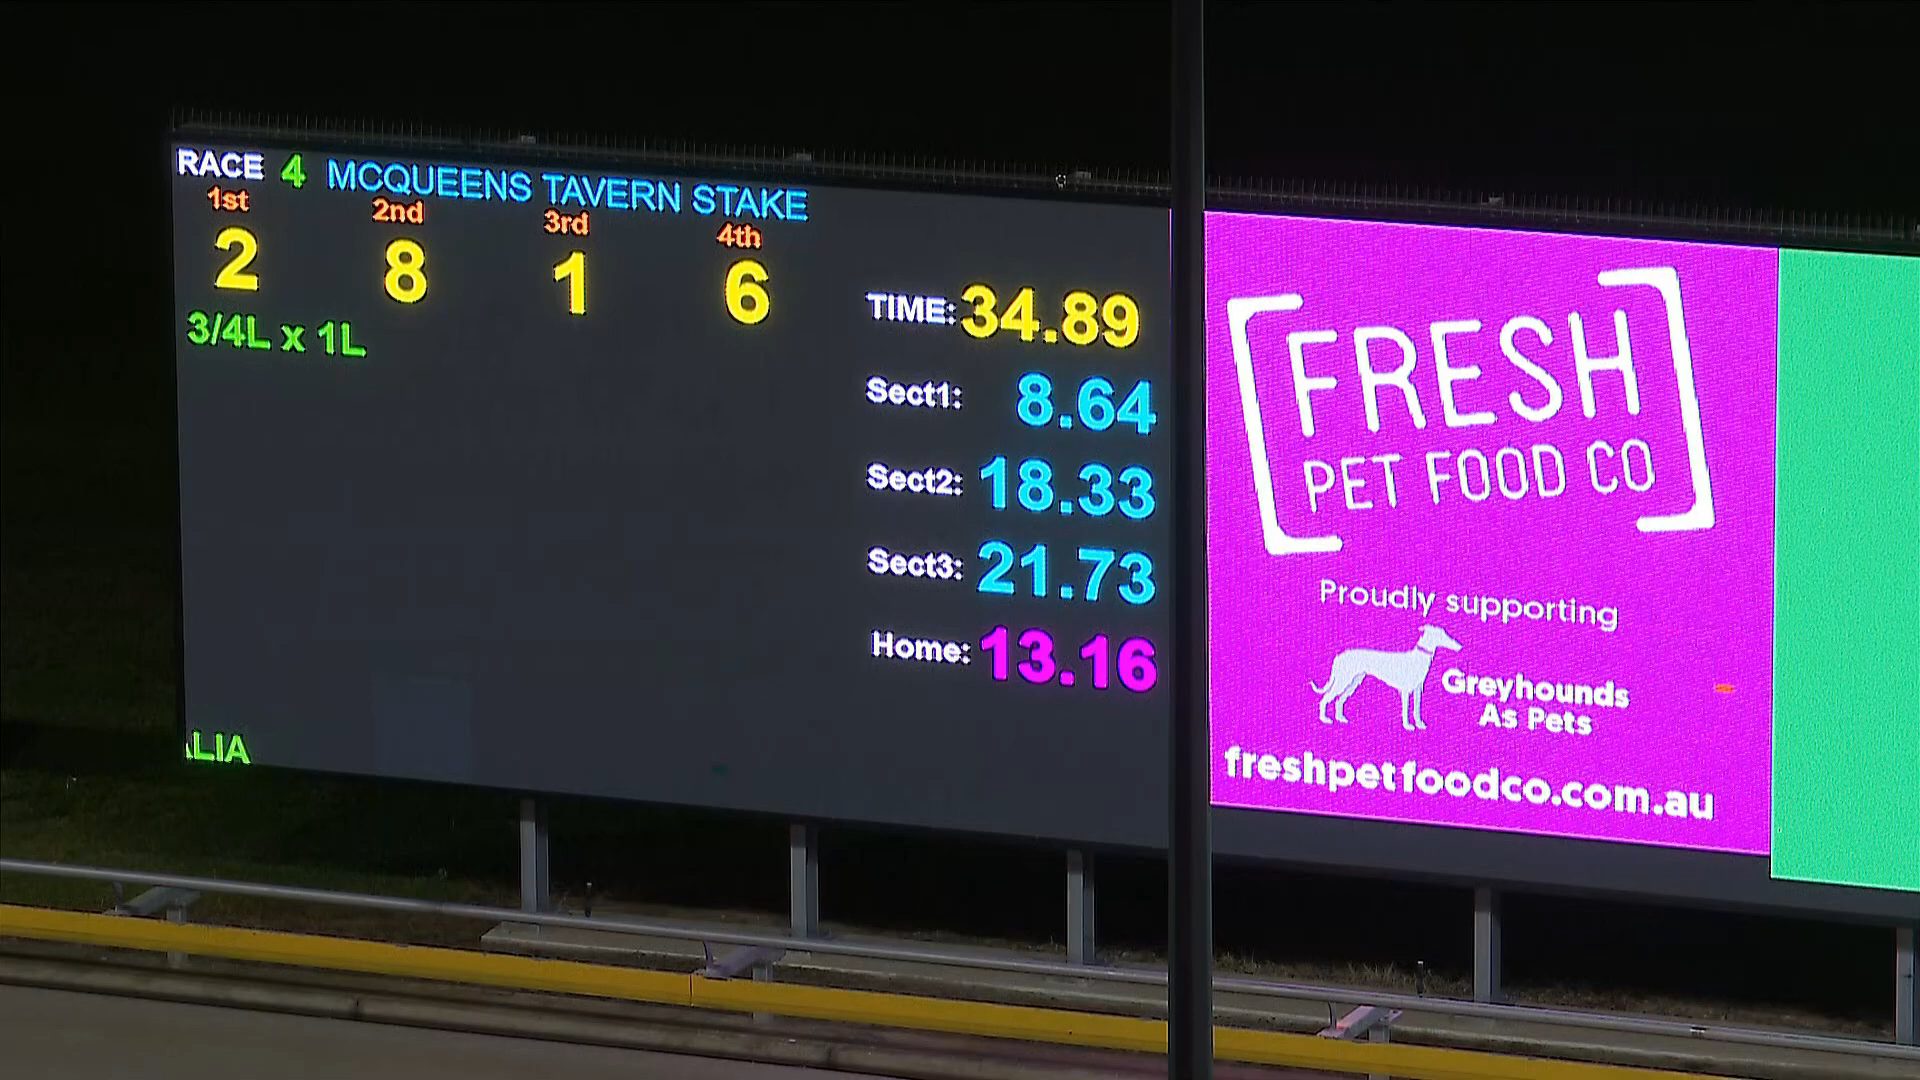 RACE 4 MCQUEENS TAVERN STAKE
1st 2nd 3rd 4th
2 8 1 6
3/4L x 1L
TIME: 34.89
Sect1: 8.64
Sect2: 18.33
Sect3: 21.73
Home: 13.16
ALIA
[FRESH
PET FOOD CO]
Proudly supporting
Greyhounds
As Pets
freshpetfoodco.com.au